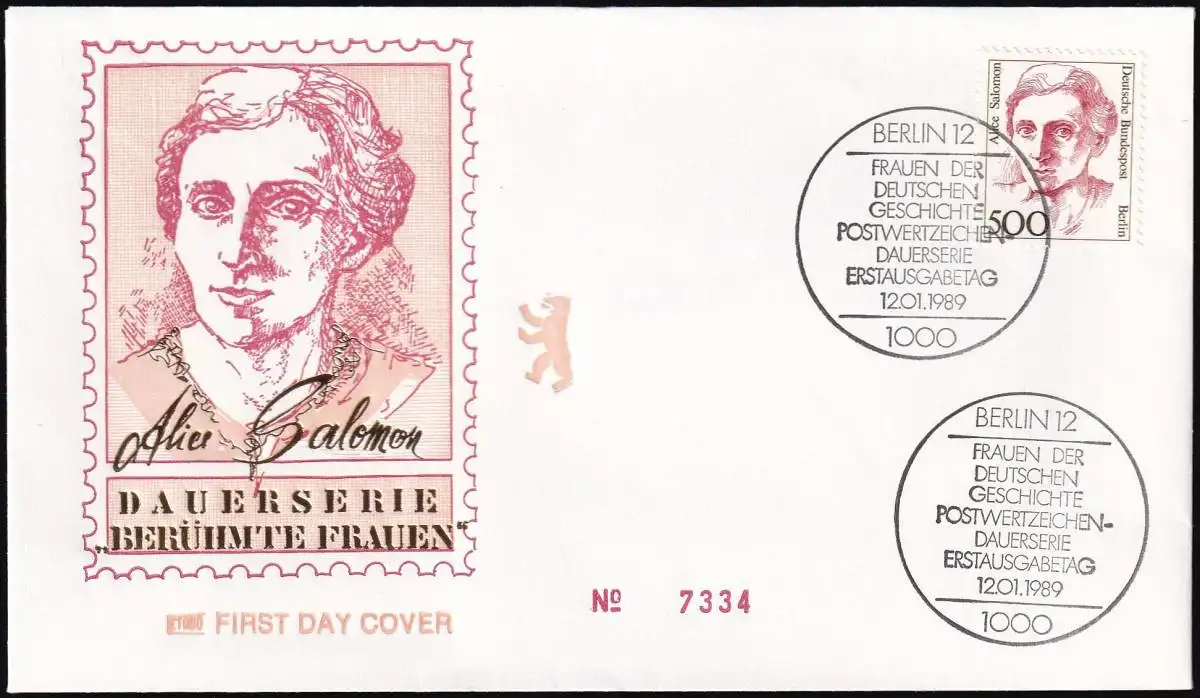 Alice Salomon
DAUERSERIE
„BERÜHMTE FRAUEN“
FIRST DAY COVER
Nº 7334
Alice Salomon
Deutsche Bundespost Berlin
500
BERLIN 12
FRAUEN DER
DEUTSCHEN
GESCHICHTE
POSTWERTZEICHEN-
DAUERSERIE
ERSTAUSGABETAG
12.01.1989
1000
BERLIN 12
FRAUEN DER
DEUTSCHEN
GESCHICHTE
POSTWERTZEICHEN-
DAUERSERIE
ERSTAUSGABETAG
12.01.1989
1000